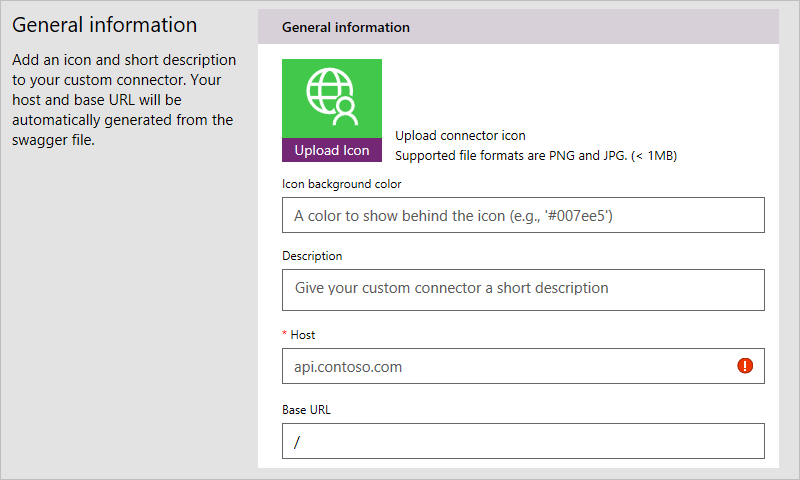 General information
Add an icon and short description
to your custom connector. Your
host and base URL will be
automatically generated from the
swagger file.
General information
Upload Icon
Upload connector icon
Supported file formats are PNG and JPG. (< 1MB)
Icon background color
A color to show behind the icon (e.g., '#007ee5')
Description
Give your custom connector a short description
* Host
api.contoso.com
Base URL
/